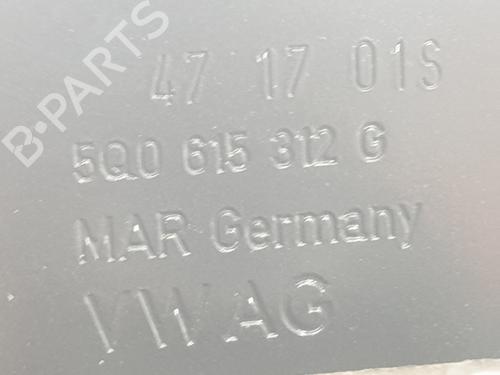 B-PARTS
47 17 01S
5Q0 615 312 G
MAR Germany
VW AG